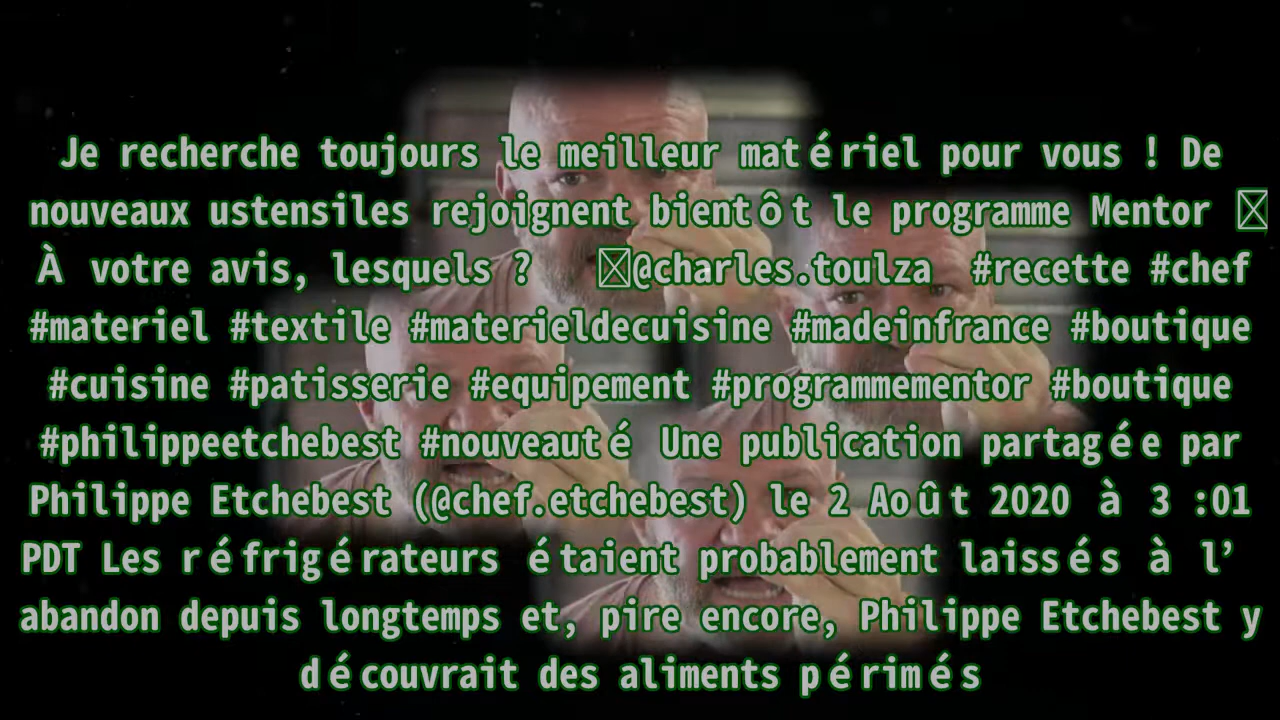 Je recherche toujours le meilleur matériel pour vous ! De
nouveaux ustensiles rejoignent bientôt le programme Mentor
À votre avis, lesquels ? @charles.toulza #recette #chef
#materiel #textile #materieldecuisine #madeinfrance #boutique
#cuisine #patisserie #equipement #programmementor #boutique
#philippeetchebest #nouveauté Une publication partagée par
Philippe Etchebest (@chef.etchebest) le 2 Août 2020 à 3 :01
PDT Les réfrigérateurs étaient probablement laissés à l’
abandon depuis longtemps et, pire encore, Philippe Etchebest y
découvrait des aliments périmés